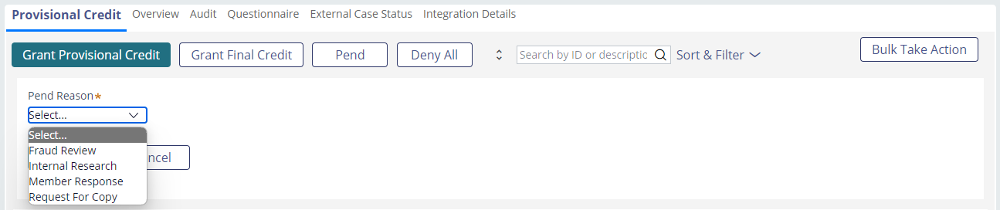 Provisional Credit Overview Audit Questionnaire External Case Status Integration Details
Grant Provisional Credit Grant Final Credit Pend Deny All Search by ID or descriptio Sort & Filter Bulk Take Action
Pend Reason*
Select...
Select...
Fraud Review
Internal Research
ncel
Member Response
Request For Copy